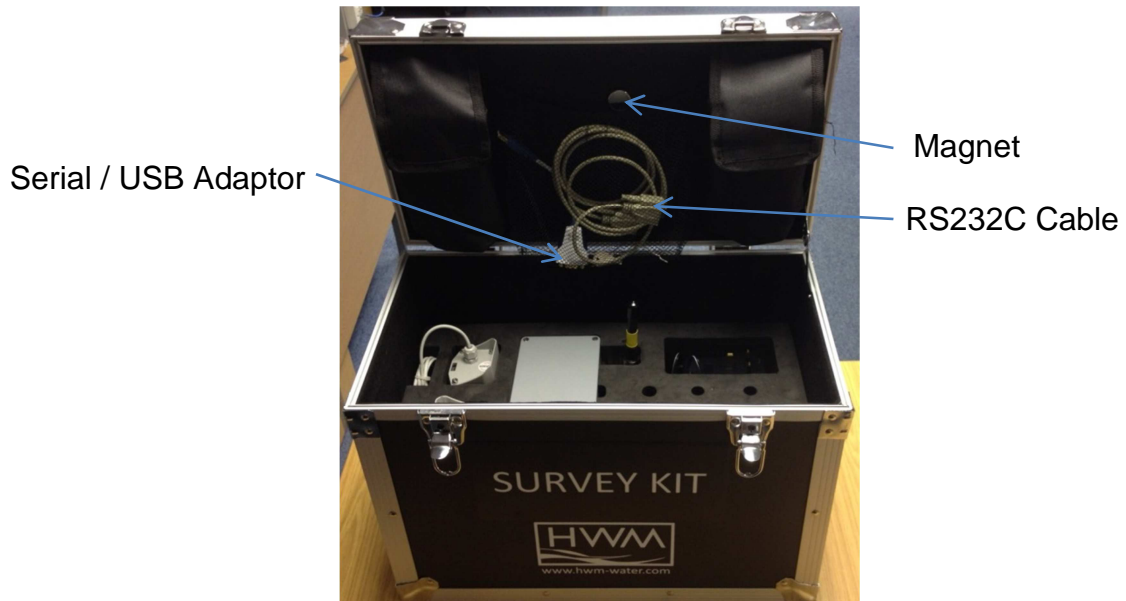 Magnet
Serial / USB Adaptor
RS232C Cable
SURVEY KIT
HWM
www.hwm-water.com